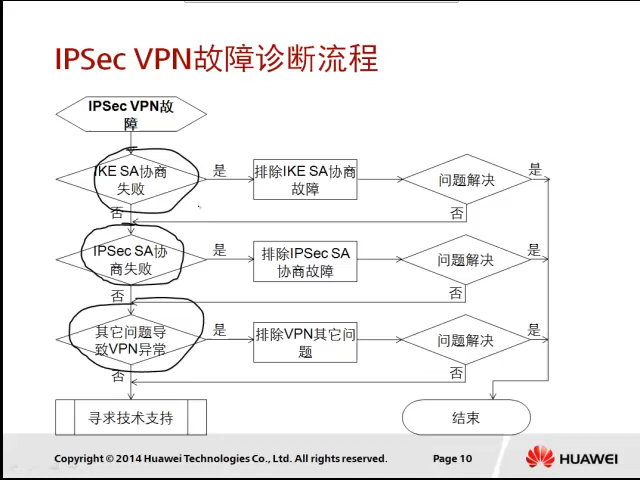 IPSec VPN故障诊断流程
IPSec VPN故
障
IKE SA协商
失败
是
排除IKE SA协商
故障
问题解决
是
否
否
IPSec SA协
商失败
是
排除IPSec SA
协商故障
问题解决
是
否
否
其它问题导
致VPN异常
是
排除VPN其它问
题
问题解决
是
否
否
寻求技术支持
结束
Copyright © 2014 Huawei Technologies Co., Ltd. All rights reserved.
Page 10
HUAWEI